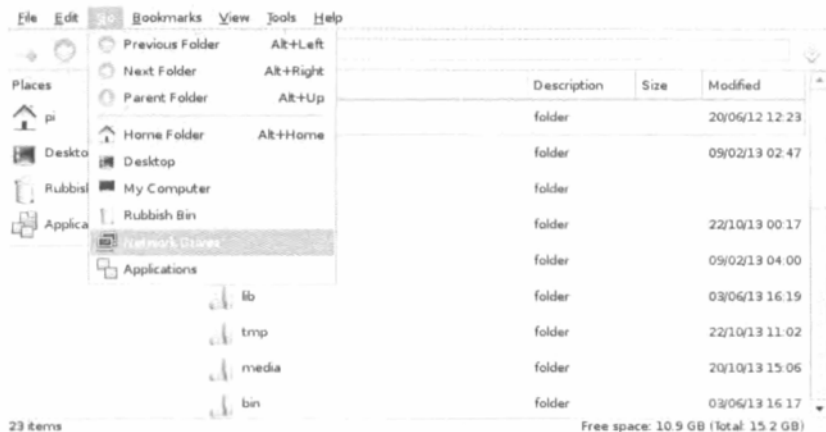 File Edit Go Bookmarks View Tools Help
Previous Folder Alt+Left
Next Folder Alt+Right
Parent Folder Alt+Up
Home Folder Alt+Home
Desktop
My Computer
Rubbish Bin
Network Drives
Applications
Places
pi
Deskto
Rubbish
Applica
Description Size Modified
folder 20/06/12 12:23
folder 09/02/13 02:47
folder
folder 22/10/13 00:17
folder 09/02/13 04:00
lib folder 03/06/13 16:19
tmp folder 22/10/13 11:02
media folder 20/10/13 15:06
bin folder 03/06/13 16:17
23 items Free space: 10.9 GB (Total: 15.2 GB)